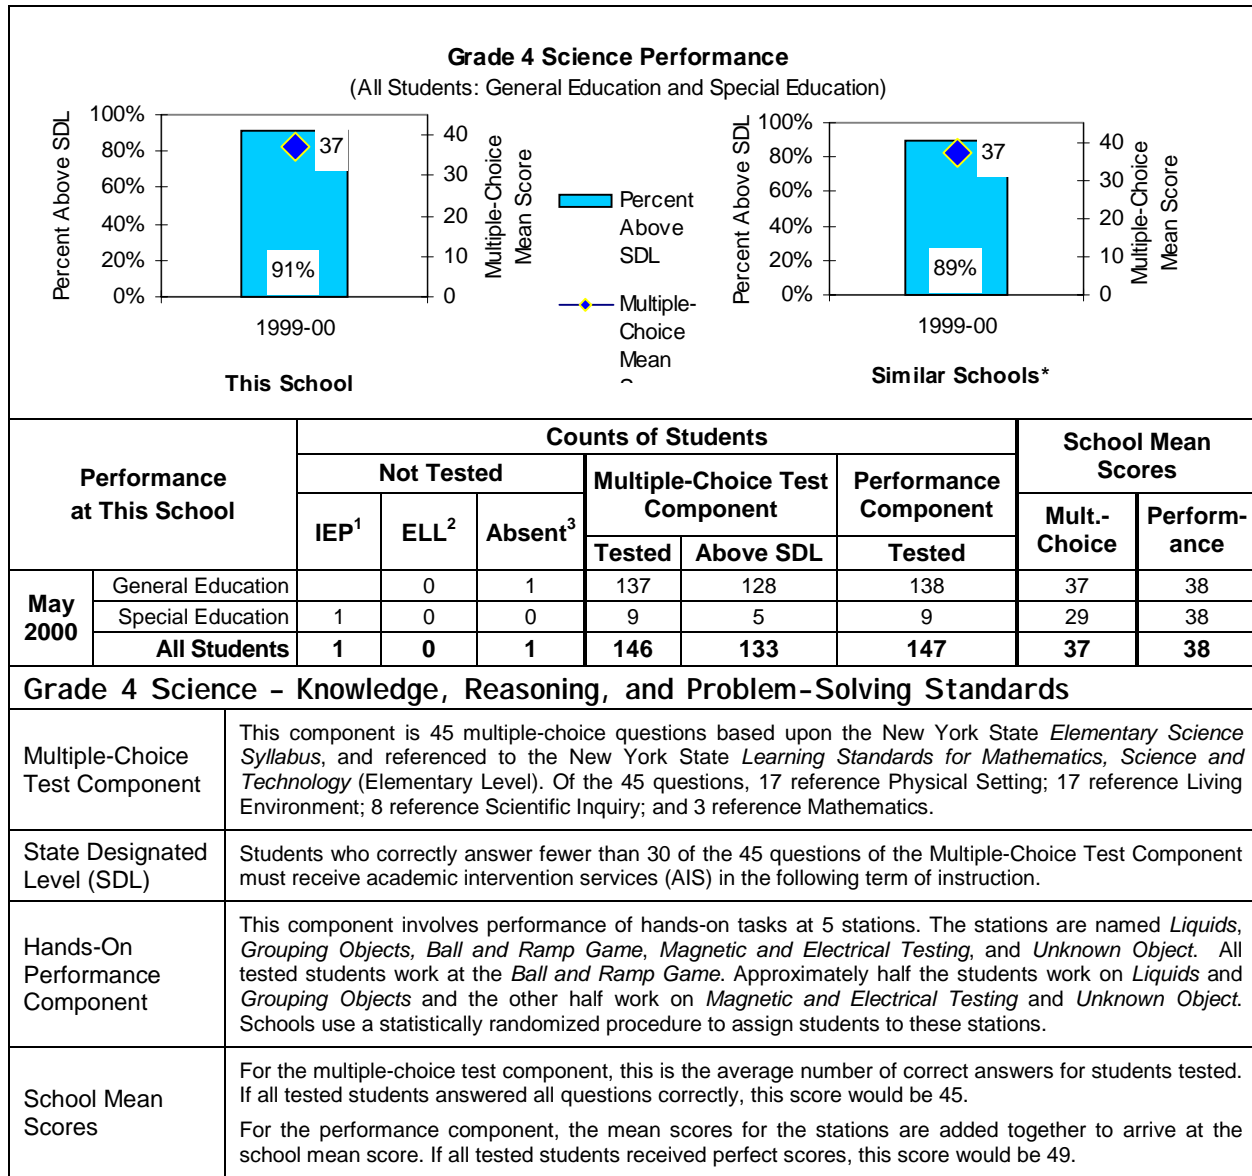 Grade 4 Science Performance
(All Students: General Education and Special Education)
Percent Above SDL
100%
80%
60%
40%
20%
0%
37
91%
40
30
20
10
0
Multiple-Choice
Mean Score
1999-00
This School
Percent
Above
SDL
Multiple-
Choice
Mean
Percent Above SDL
100%
80%
60%
40%
20%
0%
37
89%
40
30
20
10
0
Multiple-Choice
Mean Score
1999-00
Similar Schools*
Performance
at This School
Counts of Students
School Mean
Scores
Not Tested
Multiple-Choice Test
Component
Performance
Component
IEP1 ELL2 Absent3
Tested Above SDL Tested
Mult.-
Choice
Perform-
ance
May
2000
General Education 0 1 137 128 138 37 38
Special Education 1 0 0 9 5 9 29 38
All Students 1 0 1 146 133 147 37 38
Grade 4 Science – Knowledge, Reasoning, and Problem-Solving Standards
Multiple-Choice
Test Component
This component is 45 multiple-choice questions based upon the New York State Elementary Science
Syllabus, and referenced to the New York State Learning Standards for Mathematics, Science and
Technology (Elementary Level). Of the 45 questions, 17 reference Physical Setting; 17 reference Living
Environment; 8 reference Scientific Inquiry; and 3 reference Mathematics.
State Designated
Level (SDL)
Students who correctly answer fewer than 30 of the 45 questions of the Multiple-Choice Test Component
must receive academic intervention services (AIS) in the following term of instruction.
Hands-On
Performance
Component
This component involves performance of hands-on tasks at 5 stations. The stations are named Liquids,
Grouping Objects, Ball and Ramp Game, Magnetic and Electrical Testing, and Unknown Object. All
tested students work at the Ball and Ramp Game. Approximately half the students work on Liquids and
Grouping Objects and the other half work on Magnetic and Electrical Testing and Unknown Object.
Schools use a statistically randomized procedure to assign students to these stations.
School Mean
Scores
For the multiple-choice test component, this is the average number of correct answers for students tested.
If all tested students answered all questions correctly, this score would be 45.
For the performance component, the mean scores for the stations are added together to arrive at the
school mean score. If all tested students received perfect scores, this score would be 49.